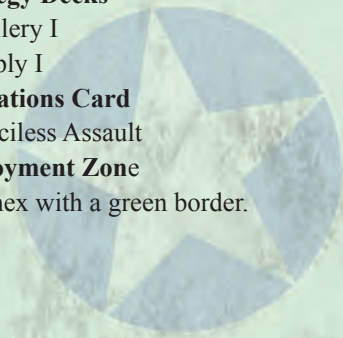 egy Decks
llery I
ply I
ations Card
ciless Assault
oyment Zone
hex with a green border.